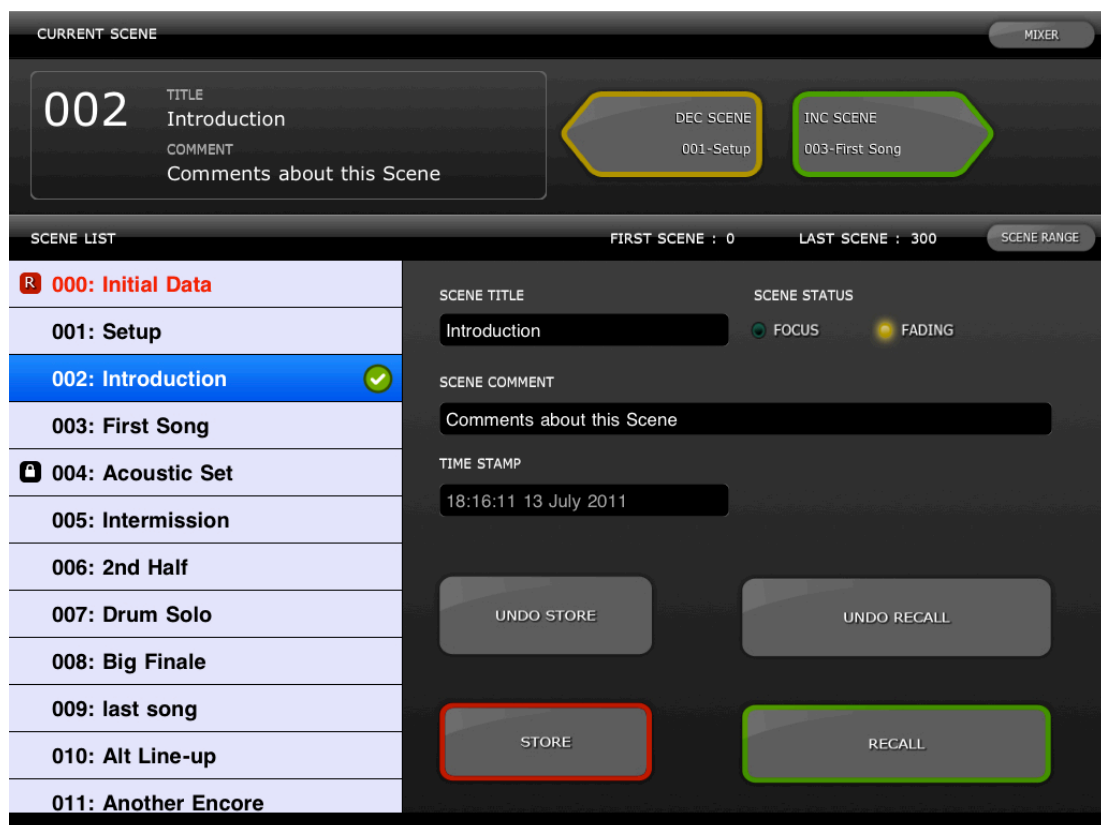 CURRENT SCENE
MIXER
002
TITLE
Introduction
COMMENT
Comments about this Scene
DEC SCENE
001-Setup
INC SCENE
003-First Song
SCENE LIST
FIRST SCENE : 0
LAST SCENE : 300
SCENE RANGE
R 000: Initial Data
001: Setup
002: Introduction
003: First Song
004: Acoustic Set
005: Intermission
006: 2nd Half
007: Drum Solo
008: Big Finale
009: last song
010: Alt Line-up
011: Another Encore
SCENE TITLE
Introduction
SCENE STATUS
FOCUS
FADING
SCENE COMMENT
Comments about this Scene
TIME STAMP
18:16:11 13 July 2011
UNDO STORE
UNDO RECALL
STORE
RECALL